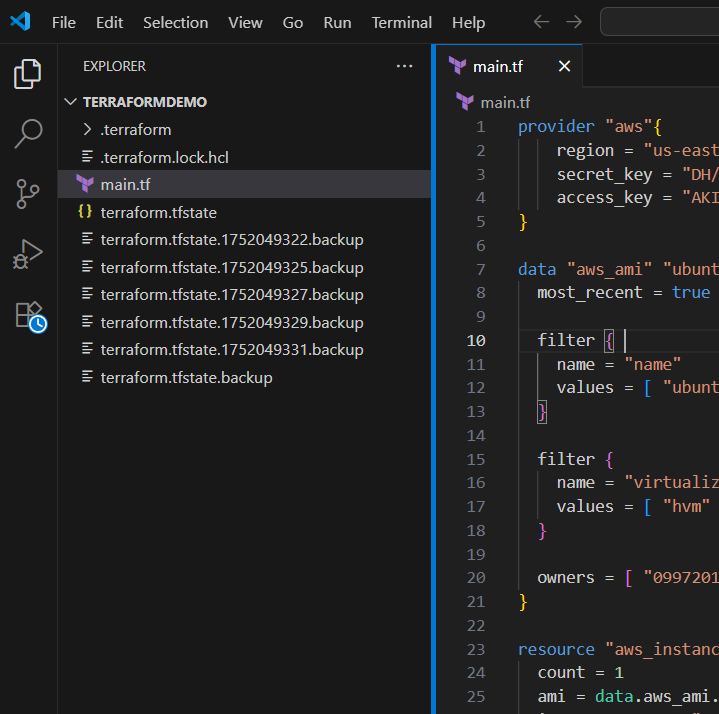 File Edit Selection View Go Run Terminal Help
EXPLORER ...
TERRAFORMDEMO
.terraform
.terraform.lock.hcl
main.tf
terraform.tfstate
terraform.tfstate.1752049322.backup
terraform.tfstate.1752049325.backup
terraform.tfstate.1752049327.backup
terraform.tfstate.1752049329.backup
terraform.tfstate.1752049331.backup
terraform.tfstate.backup
main.tf
main.tf
1 provider "aws"{
2 region = "us-east
3 secret_key = "DH/
4 access_key = "AKI
5 }
6
7 data "aws_ami" "ubunt
8 most_recent = true
9
10 filter {
11 name = "name"
12 values = [ "ubunt
13 }
14
15 filter {
16 name = "virtualiz
17 values = [ "hvm"
18 }
19
20 owners = [ "0997201
21 }
22
23 resource "aws_instanc
24 count = 1
25 ami = data.aws_ami.